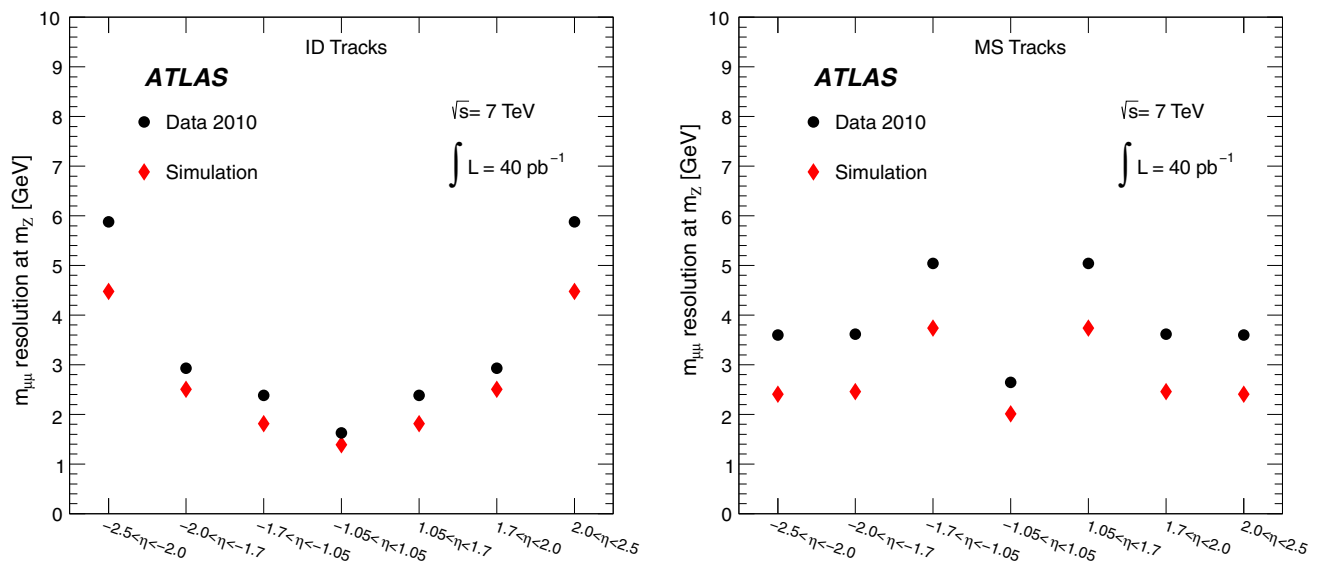 10
9
8
7
6
5
4
3
2
1
0
m_μμ resolution at m_Z [GeV]
ID Tracks
ATLAS
Data 2010
Simulation
√s= 7 TeV
∫ L = 40 pb⁻¹
-2.5<η<-2.0
-2.0<η<-1.7
-1.7<η<-1.05
-1.05<η<1.05
1.05<η<1.7
1.7<η<2.0
2.0<η<2.5
10
9
8
7
6
5
4
3
2
1
0
m_μμ resolution at m_Z [GeV]
MS Tracks
ATLAS
Data 2010
Simulation
√s= 7 TeV
∫ L = 40 pb⁻¹
-2.5<η<-2.0
-2.0<η<-1.7
-1.7<η<-1.05
-1.05<η<1.05
1.05<η<1.7
1.7<η<2.0
2.0<η<2.5